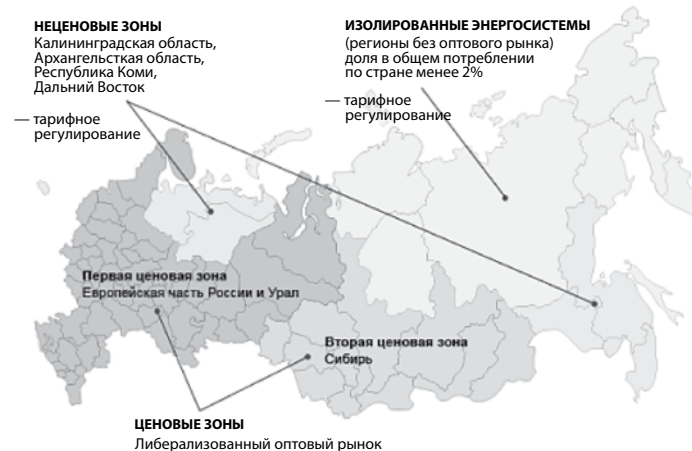 НЕЦЕНОВЫЕ ЗОНЫ
Калининградская область,
Архангельсткая область,
Республика Коми,
Дальний Восток
— тарифное
регулирование
ИЗОЛИРОВАННЫЕ ЭНЕРГОСИСТЕМЫ
(регионы без оптового рынка)
доля в общем потреблении
по стране менее 2%
— тарифное
регулирование
Первая ценовая зона
Европейская часть России и Урал
Вторая ценовая зона
Сибирь
ЦЕНОВЫЕ ЗОНЫ
Либерализованный оптовый рынок